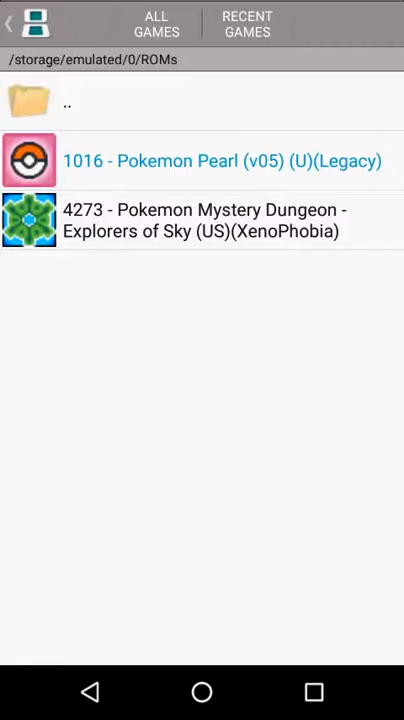 ALL
GAMES
RECENT
GAMES
/storage/emulated/0/ROMs
..
1016 - Pokemon Pearl (v05) (U)(Legacy)
4273 - Pokemon Mystery Dungeon -
Explorers of Sky (US)(XenoPhobia)